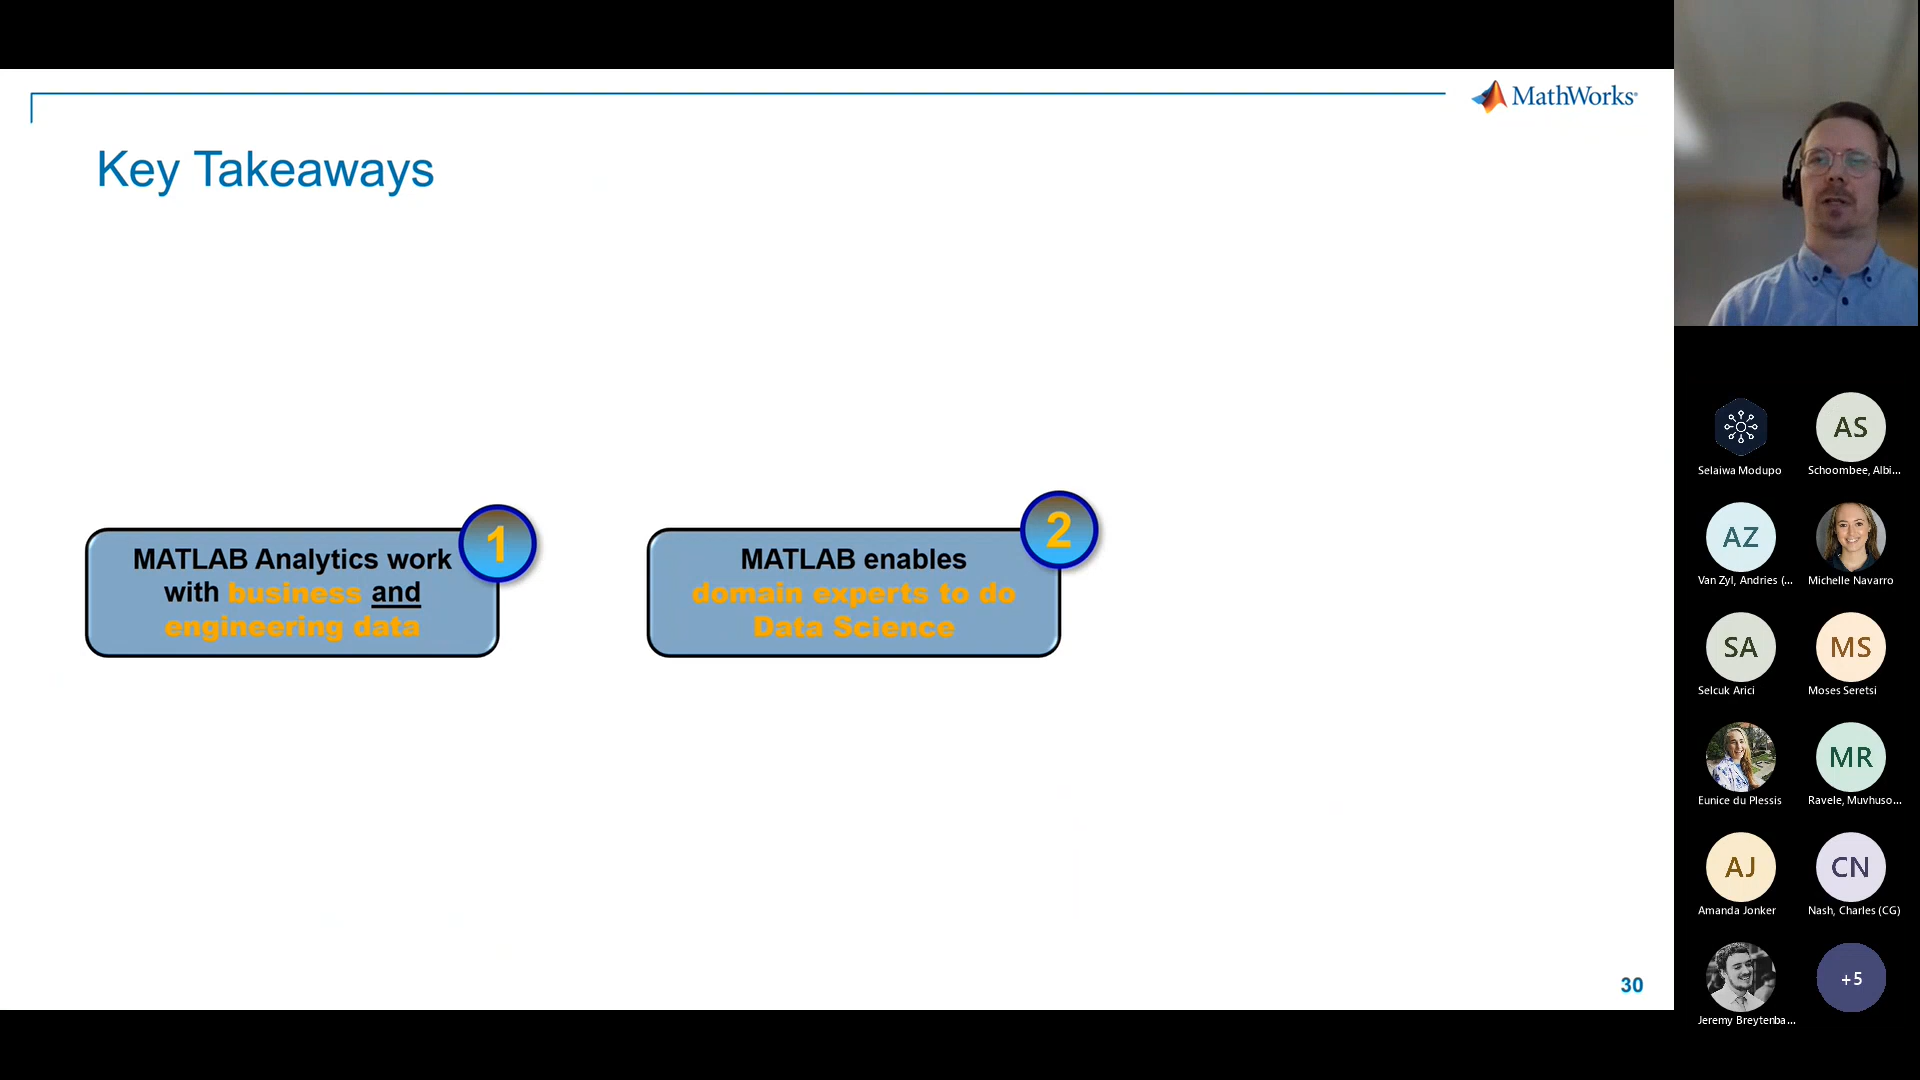 MathWorks®
Key Takeaways
1
MATLAB Analytics work
with business and
engineering data
2
MATLAB enables
domain experts to do
Data Science
30
AS
Selaiwa Modupo
Schoombee, Albi...
AZ
Van Zyl, Andries (...
Michelle Navarro
SA
MS
Selcuk Arici
Moses Seretsi
MR
Eunice du Plessis
Ravele, Muvhuso...
AJ
CN
Amanda Jonker
Nash, Charles (CG)
+5
Jeremy Breytenba...